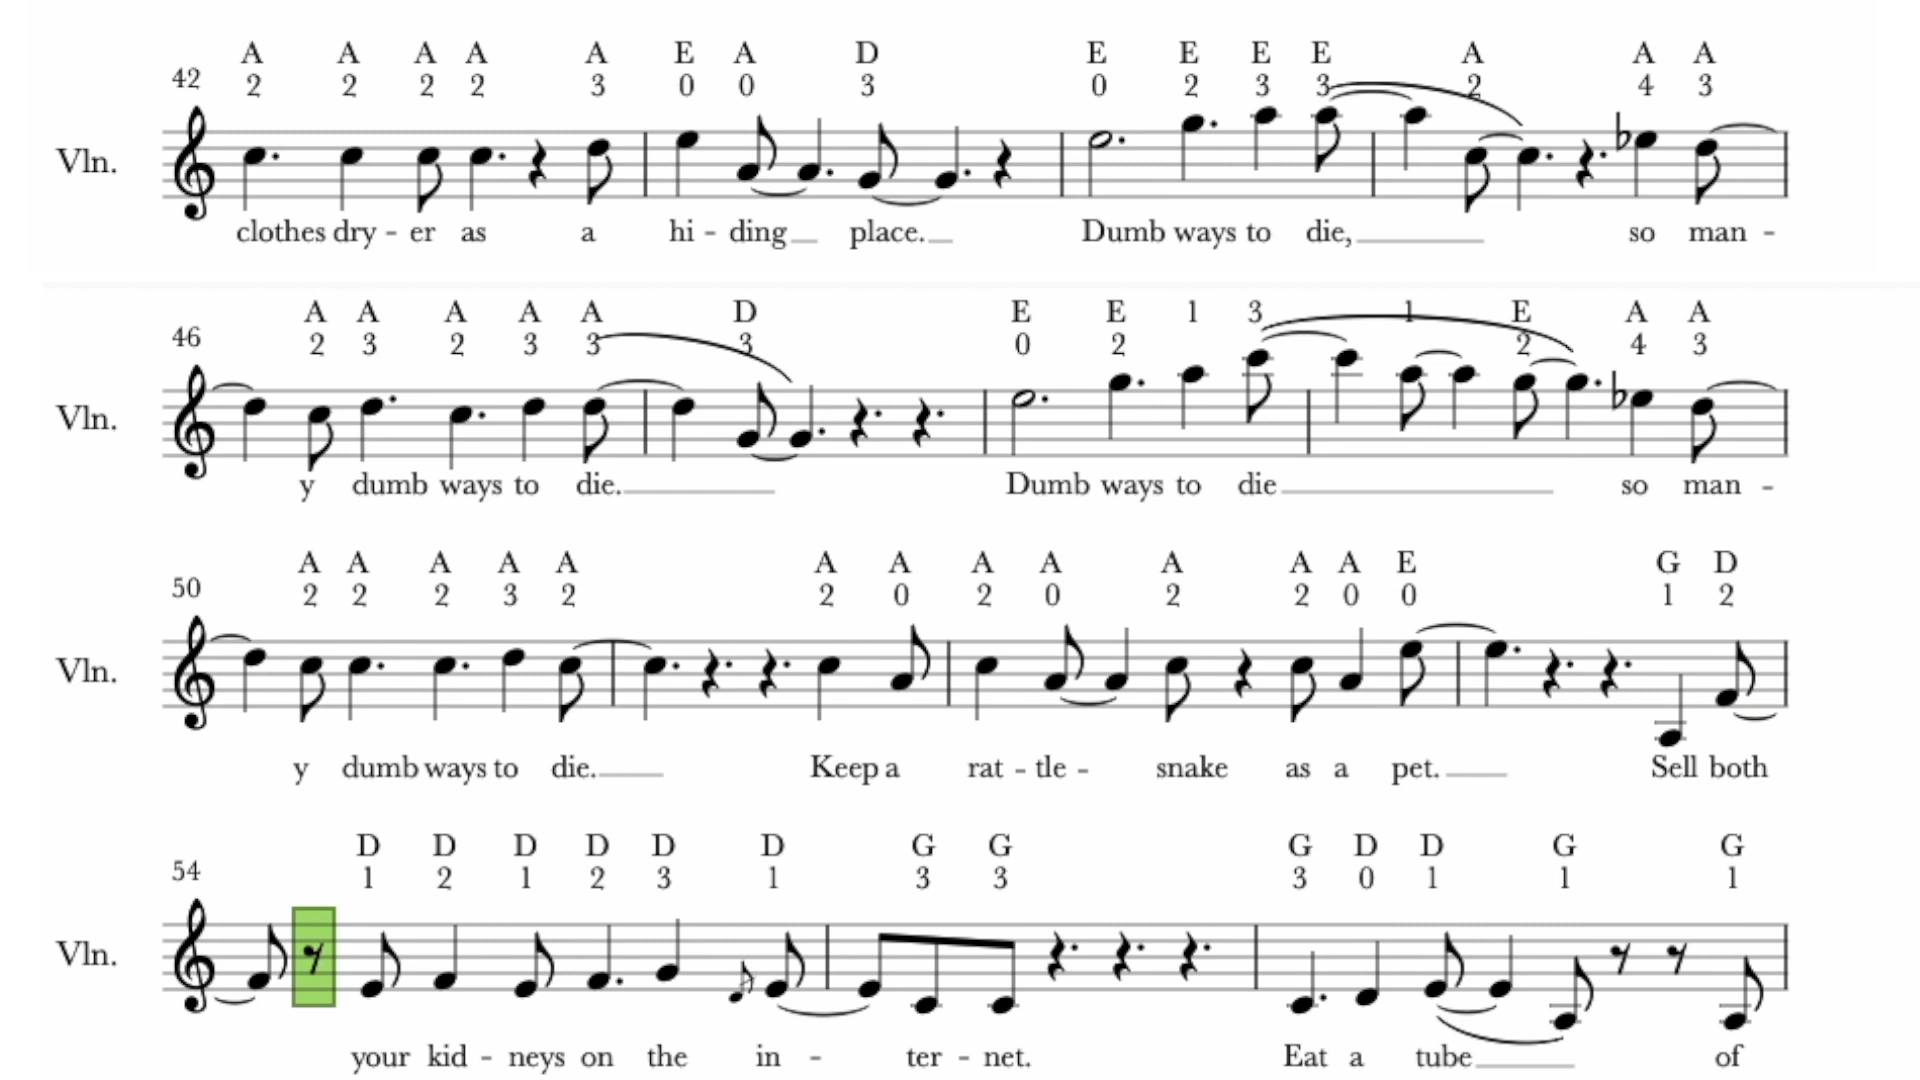 A A A A A E A D E E E E A A A
42 2 2 2 2 3 0 0 3 0 2 3 3 2 4 3
Vln.
clothes dry - er as a hi - ding place. Dumb ways to die, so man -
A A A A A D E E 1 3 1 E A A
46 2 3 2 3 3 3 0 2 2 4 3
Vln.
y dumb ways to die. Dumb ways to die so man -
A A A A A A A A A A A A E G D
50 2 2 2 3 2 2 0 2 0 2 2 0 0 1 2
Vln.
y dumb ways to die. Keep a rat - tle - snake as a pet. Sell both
D D D D D D G G G D D G G
54 1 2 1 2 3 1 3 3 3 0 1 1 1
Vln.
your kid - neys on the in - ter - net. Eat a tube of